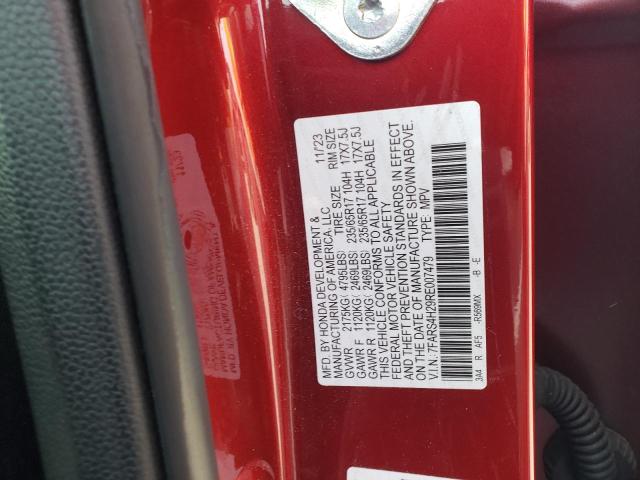 MFD. BY HONDA DEVELOPMENT &
MANUFACTURING OF AMERICA, LLC 11/23
TIRE SIZE RIM SIZE
GVWR 2175KG( 4795LBS) 235/65R17 104H 17X7.5J
GAWR F 1120KG( 2469LBS) 235/65R17 104H 17X7.5J
GAWR R 1120KG( 2469LBS)
THIS VEHICLE CONFORMS TO ALL APPLICABLE
FEDERAL MOTOR VEHICLE SAFETY
AND THEFT PREVENTION STANDARDS IN EFFECT
ON THE DATE OF MANUFACTURE SHOWN ABOVE.
V.I.N.: 7FARS4H29RE007479 TYPE: MPV
3A4 R AF5 -R569MX -B -E